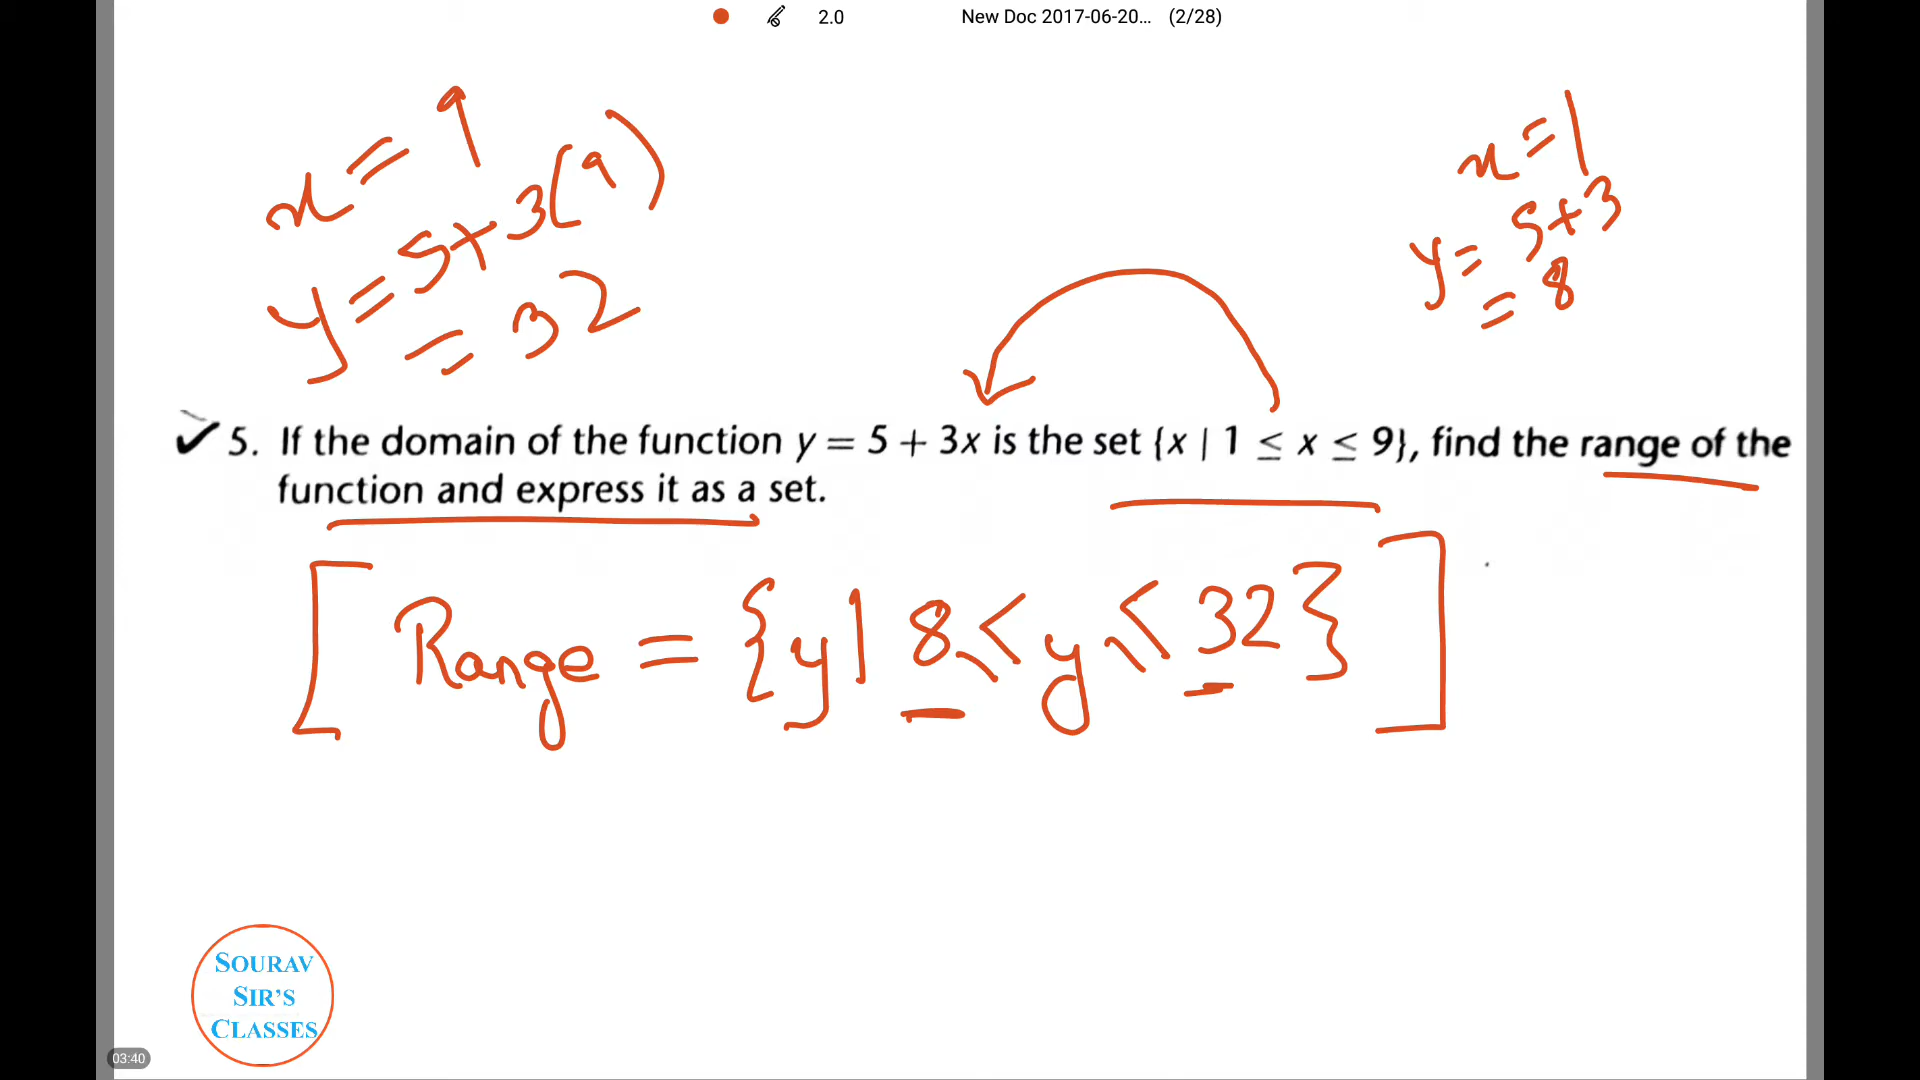 2.0 New Doc 2017-06-20... (2/28)
x = 9
y = 5 + 3(9)
= 32
x = 1
y = 5 + 3
= 8
5. If the domain of the function y = 5 + 3x is the set {x | 1 ≤ x ≤ 9}, find the range of the
function and express it as a set.
Range = {y | 8 ≤ y ≤ 32}
SOURAV
SIR'S
CLASSES
03:40